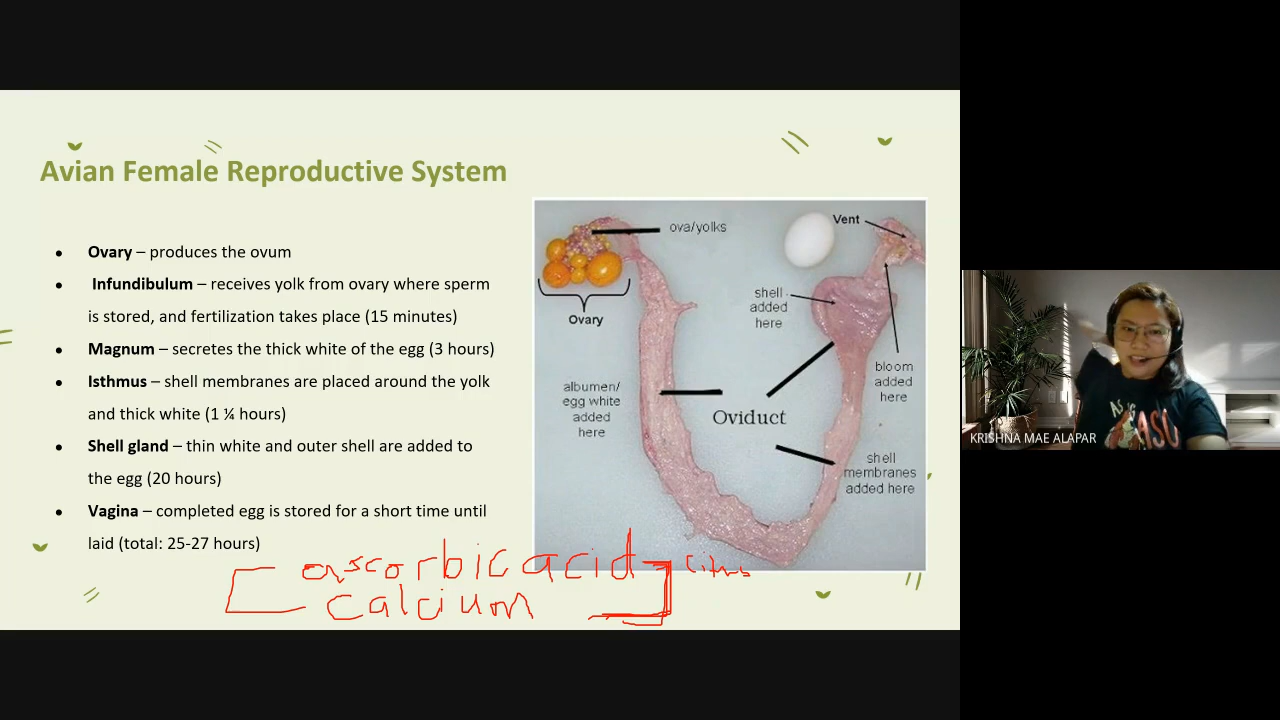 Avian Female Reproductive System
● Ovary – produces the ovum
● Infundibulum – receives yolk from ovary where sperm
is stored, and fertilization takes place (15 minutes)
● Magnum – secretes the thick white of the egg (3 hours)
● Isthmus – shell membranes are placed around the yolk
and thick white (1 ¼ hours)
● Shell gland – thin white and outer shell are added to
the egg (20 hours)
● Vagina – completed egg is stored for a short time until
laid (total: 25-27 hours)
ova/yolks
Vent
Ovary
shell
added
here
bloom
added
here
albumen/
egg white
added
here
Oviduct
shell
membranes
added here
ascorbic acid citrus
calcium
KRISHNA MAE ALAPAR